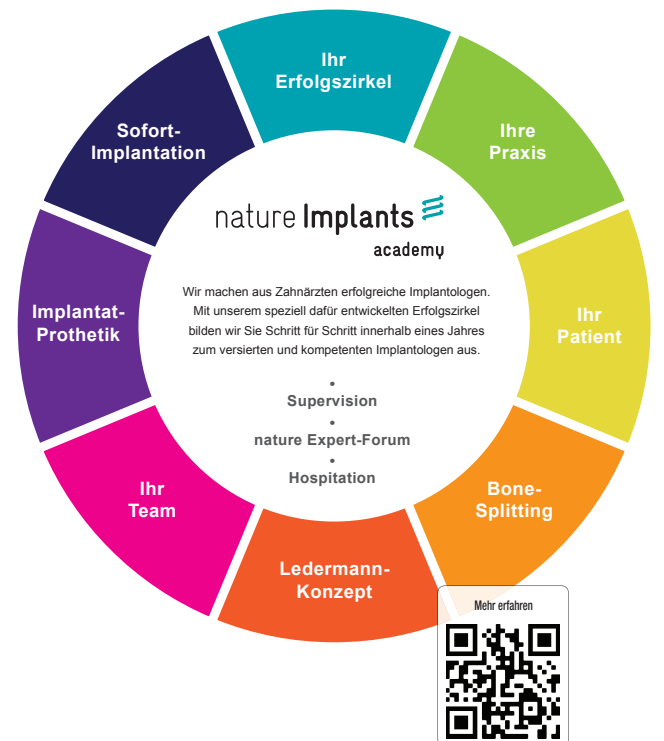 Ihr
Erfolgszirkel
Ihre
Praxis
Ihr
Patient
Bone-
Splitting
Ledermann-
Konzept
Ihr
Team
Implantat-
Prothetik
Sofort-
Implantation
nature Implants
academy
Wir machen aus Zahnärzten erfolgreiche Implantologen.
Mit unserem speziell dafür entwickelten Erfolgszirkel
bilden wir Sie Schritt für Schritt innerhalb eines Jahres
zum versierten und kompetenten Implantologen aus.
•
Supervision
•
nature Expert-Forum
•
Hospitation
Mehr erfahren